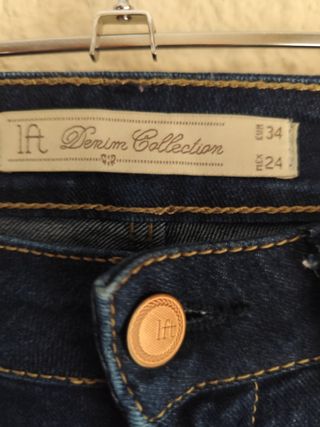 lft Denim Collection
EUR 34
MEX 24
lft